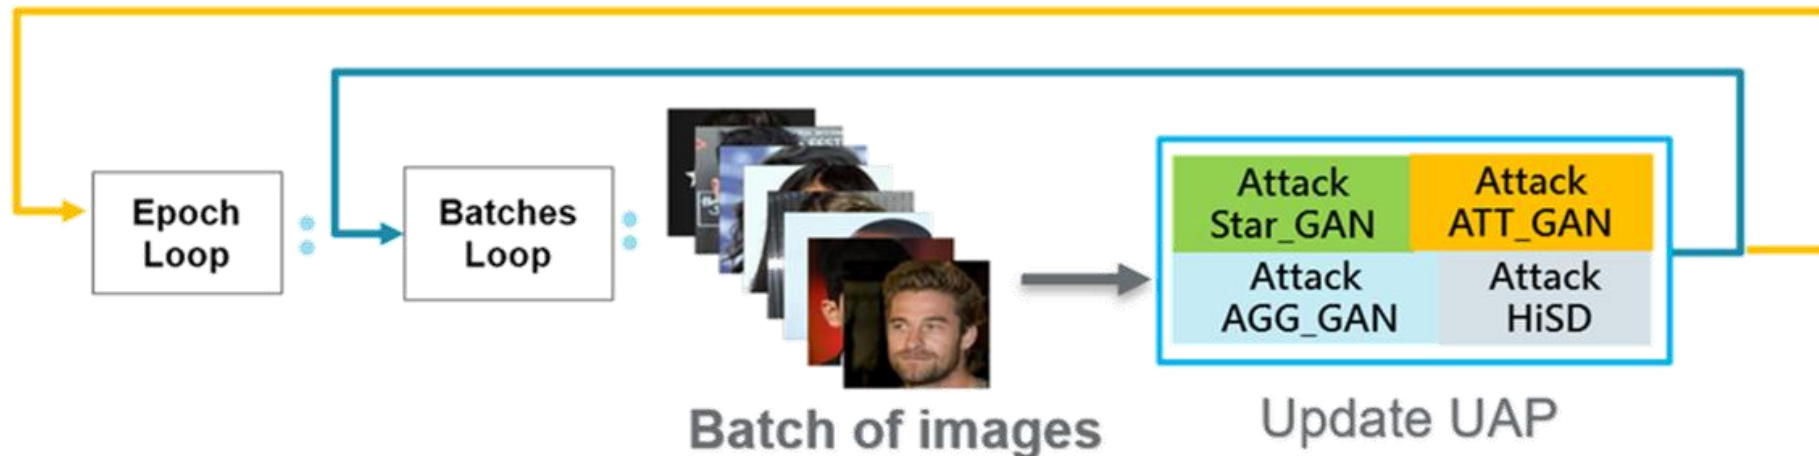 Epoch
Loop
Batches
Loop
Attack
Star_GAN
Attack
ATT_GAN
Attack
AGG_GAN
Attack
HiSD
Batch of images
Update UAP